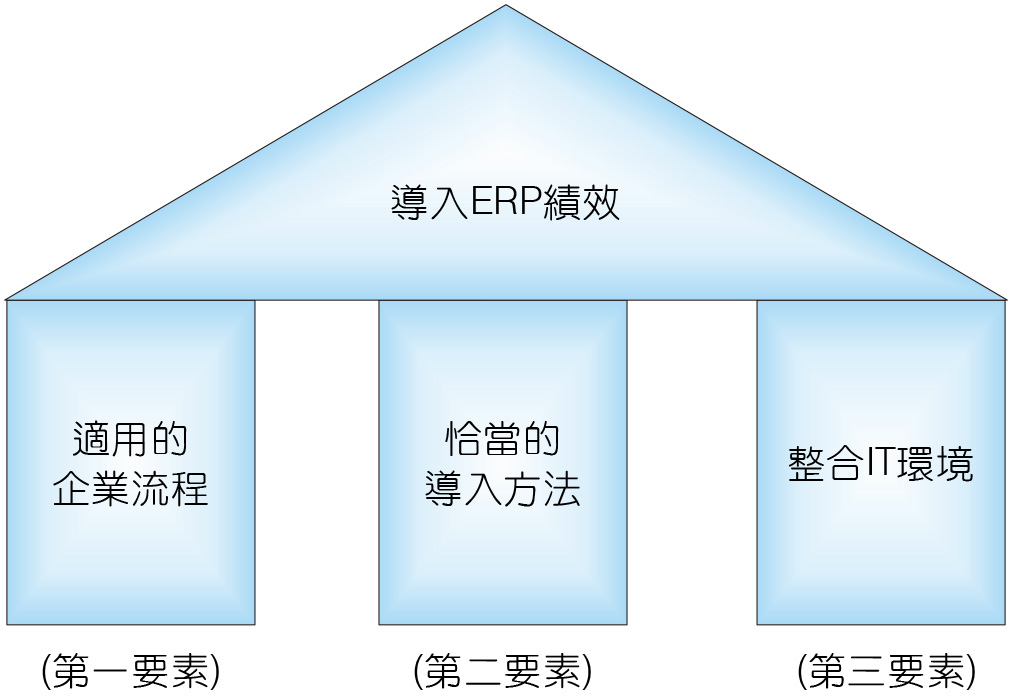 導入ERP績效
適用的
企業流程
恰當的
導入方法
整合IT環境
(第一要素)
(第二要素)
(第三要素)